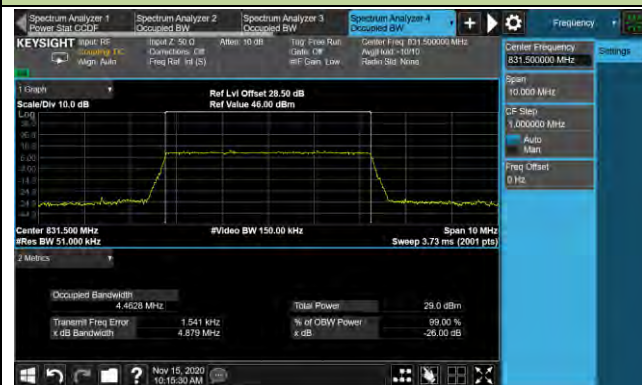 Spectrum Analyzer 1
Power Stat CCDF
Spectrum Analyzer 2
Occupied BW
Spectrum Analyzer 3
Occupied BW
Spectrum Analyzer 4
Occupied BW
Frequency
KEYSIGHT
Input: RF
Coupling: DC
Align: Auto
Input Z: 50 Ω
Corrections: Off
Freq Ref: Int (S)
Atten: 10 dB
Trig: Free Run
Gate: Off
#IF Gain: Low
Center Freq: 831.500000 MHz
Avg|Hold: >10/10
Radio Std: None
Center Frequency
831.500000 MHz
Settings
Span
10.000 MHz
CF Step
1.000000 MHz
Auto
Man
Freq Offset
0 Hz
1 Graph
Scale/Div 10.0 dB
Ref Lvl Offset 28.50 dB
Ref Value 46.00 dBm
Log
Center 831.500 MHz
#Res BW 51.000 kHz
#Video BW 150.00 kHz
Span 10 MHz
Sweep 3.73 ms (2001 pts)
2 Metrics
Occupied Bandwidth
4.4628 MHz
Total Power
29.0 dBm
Transmit Freq Error
1.541 kHz
% of OBW Power
99.00 %
x dB Bandwidth
4.879 MHz
x dB
-26.00 dB
Nov 15, 2020
10:15:30 AM